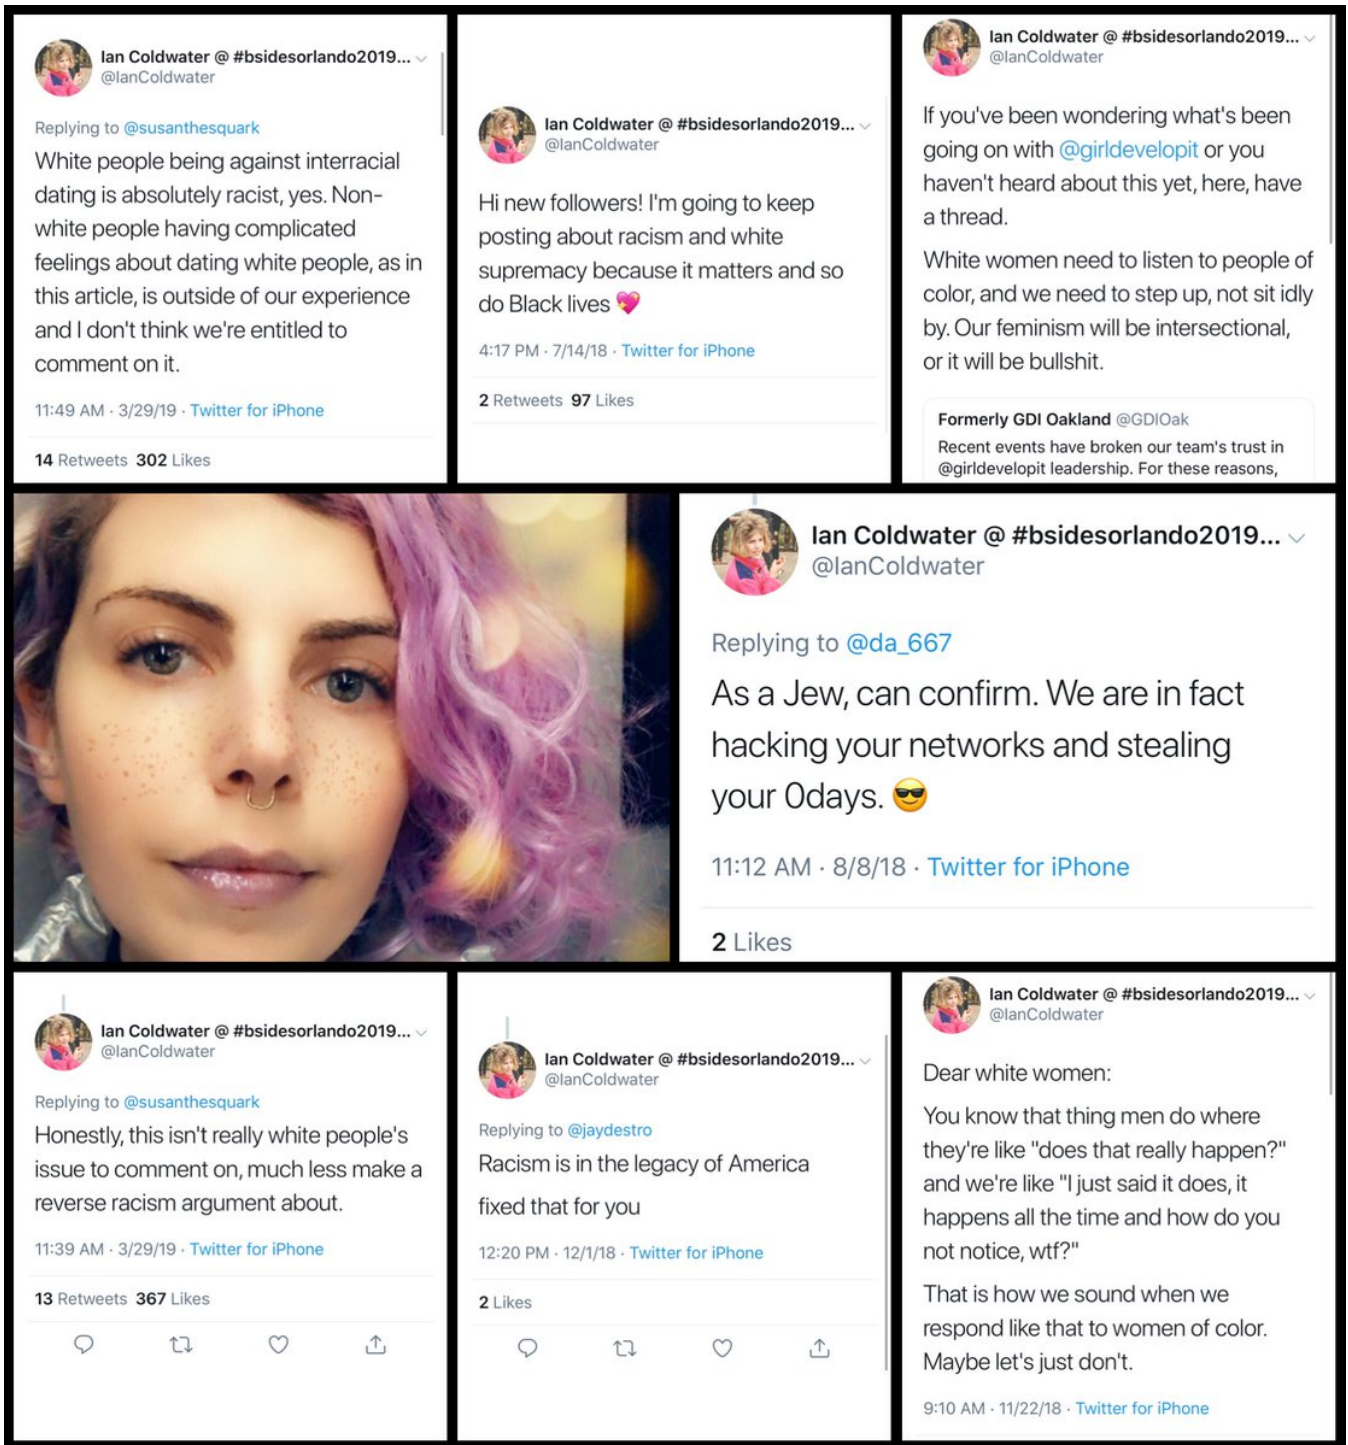 Ian Coldwater @ #bsidesorlando2019...
@IanColdwater
Replying to @susanthesquark
White people being against interracial
dating is absolutely racist, yes. Non-
white people having complicated
feelings about dating white people, as in
this article, is outside of our experience
and I don't think we're entitled to
comment on it.
11:49 AM · 3/29/19 · Twitter for iPhone
14 Retweets 302 Likes
Ian Coldwater @ #bsidesorlando2019...
@IanColdwater
Hi new followers! I'm going to keep
posting about racism and white
supremacy because it matters and so
do Black lives 💖
4:17 PM · 7/14/18 · Twitter for iPhone
2 Retweets 97 Likes
Ian Coldwater @ #bsidesorlando2019...
@IanColdwater
If you've been wondering what's been
going on with @girldevelopit or you
haven't heard about this yet, here, have
a thread.
White women need to listen to people of
color, and we need to step up, not sit idly
by. Our feminism will be intersectional,
or it will be bullshit.
Formerly GDI Oakland @GDIOak
Recent events have broken our team's trust in
@girldevelopit leadership. For these reasons,
Ian Coldwater @ #bsidesorlando2019...
@IanColdwater
Replying to @da_667
As a Jew, can confirm. We are in fact
hacking your networks and stealing
your 0days. 😎
11:12 AM · 8/8/18 · Twitter for iPhone
2 Likes
Ian Coldwater @ #bsidesorlando2019...
@IanColdwater
Replying to @susanthesquark
Honestly, this isn't really white people's
issue to comment on, much less make a
reverse racism argument about.
11:39 AM · 3/29/19 · Twitter for iPhone
13 Retweets 367 Likes
Ian Coldwater @ #bsidesorlando2019...
@IanColdwater
Replying to @jaydestro
Racism is in the legacy of America
fixed that for you
12:20 PM · 12/1/18 · Twitter for iPhone
2 Likes
Ian Coldwater @ #bsidesorlando2019...
@IanColdwater
Dear white women:
You know that thing men do where
they're like "does that really happen?"
and we're like "I just said it does, it
happens all the time and how do you
not notice, wtf?"
That is how we sound when we
respond like that to women of color.
Maybe let's just don't.
9:10 AM · 11/22/18 · Twitter for iPhone